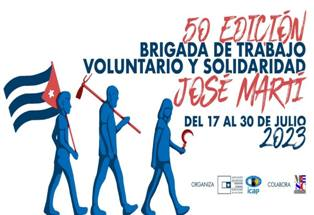 50 EDICIÓN
BRIGADA DE TRABAJO
VOLUNTARIO Y SOLIDARIDAD
JOSÉ MARTÍ
DEL 17 AL 30 DE JULIO
2023
ORGANIZA
icap
COLABORA